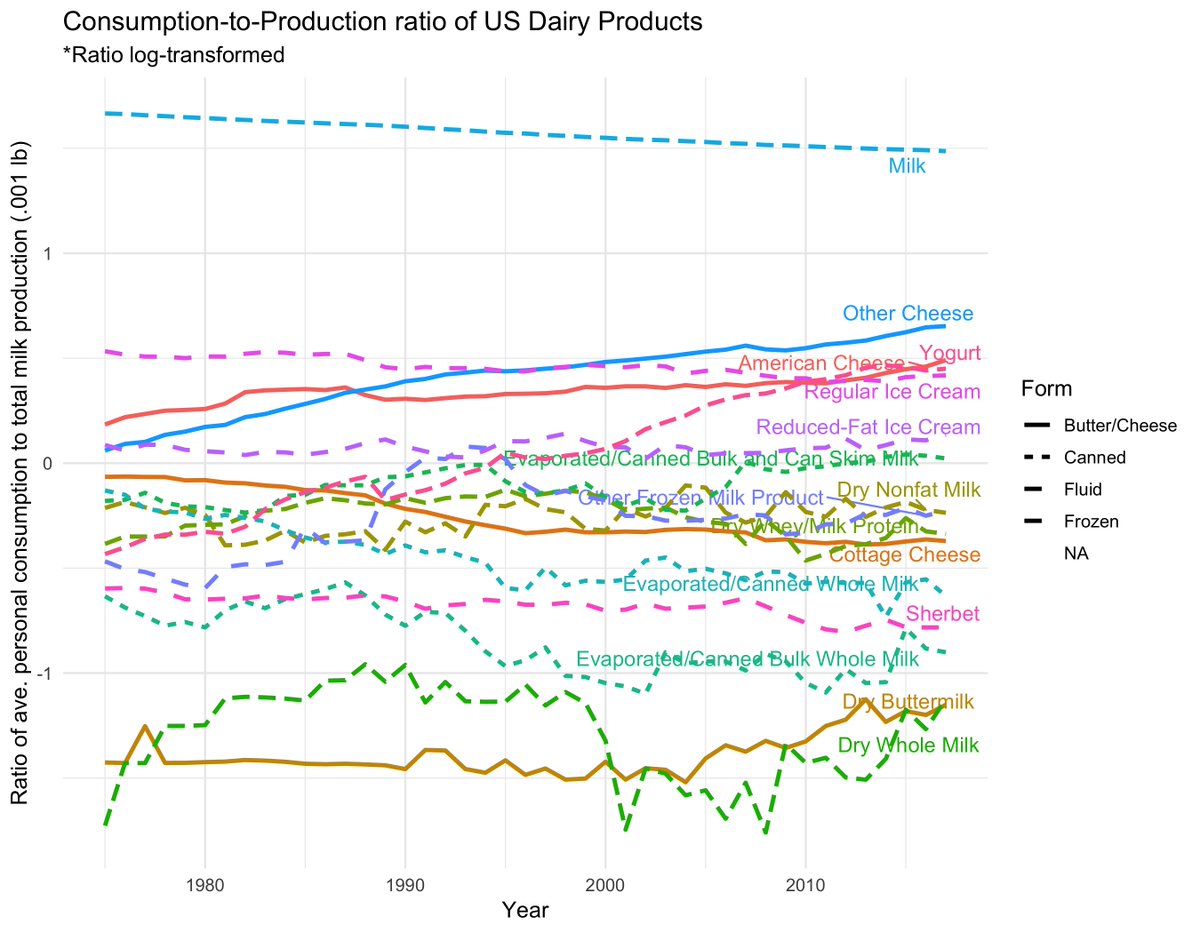 Consumption-to-Production ratio of US Dairy Products
*Ratio log-transformed
Ratio of ave. personal consumption to total milk production (.001 lb)
1
0
-1
Milk
Other Cheese
Yogurt
American Cheese
Regular Ice Cream
Reduced-Fat Ice Cream
Evaporated/Canned Bulk and Can Skim Milk
Dry Nonfat Milk
Other Frozen Milk Product
Dry Whey/Milk Protein
Cottage Cheese
Evaporated/Canned Whole Milk
Sherbet
Evaporated/Canned Bulk Whole Milk
Dry Buttermilk
Dry Whole Milk
1980
1990
2000
2010
Year
Form
Butter/Cheese
Canned
Fluid
Frozen
NA